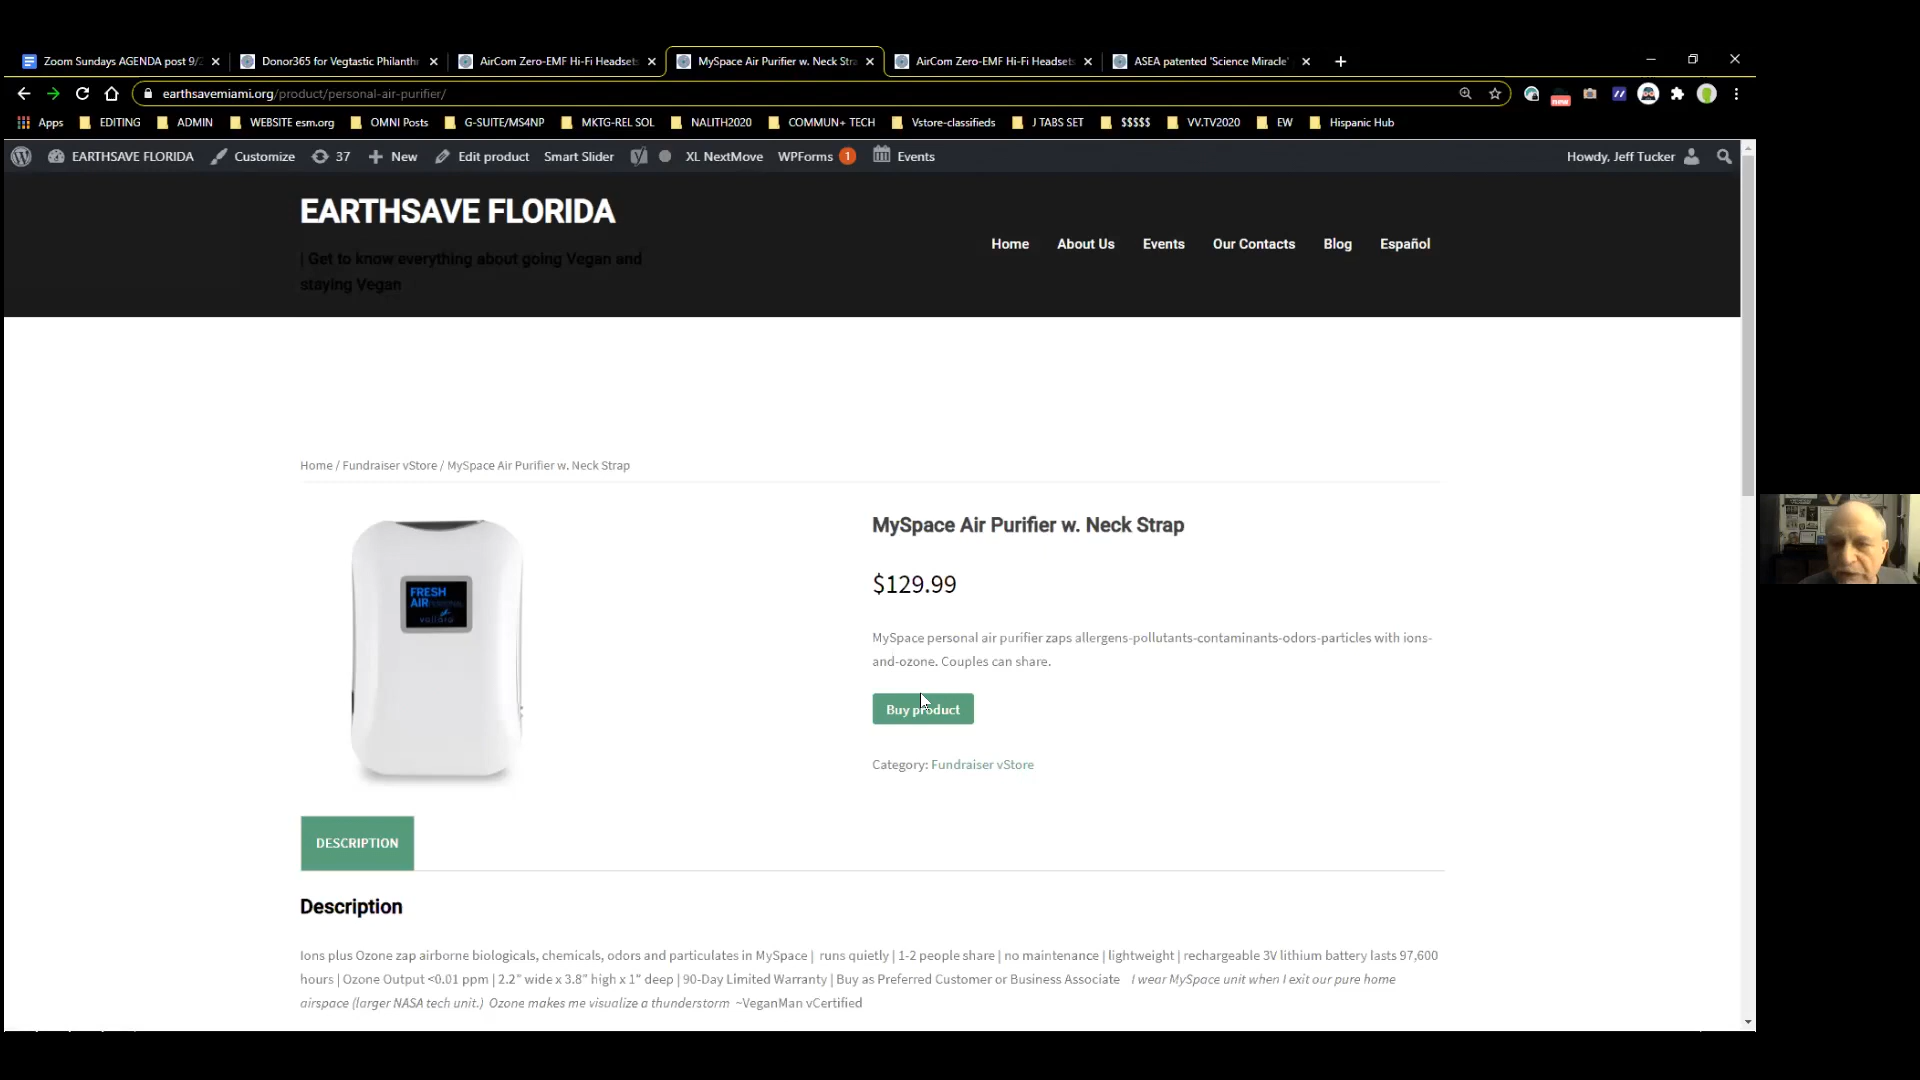 Zoom Sundays AGENDA post 9/
Donor365 for Vegtastic Philanth
AirCom Zero-EMF Hi-Fi Headsets
MySpace Air Purifier w. Neck Stra
AirCom Zero-EMF Hi-Fi Headsets
ASEA patented 'Science Miracle'
earthsavemiami.org/product/personal-air-purifier/
new
Apps EDITING ADMIN WEBSITE esm.org OMNI Posts G-SUITE/MS4NP MKTG-REL SOL NALITH2020 COMMUN+ TECH Vstore-classifieds J TABS SET $$$$$ VV.TV2020 EW Hispanic Hub
EARTHSAVE FLORIDA Customize 37 New Edit product Smart Slider XL NextMove WPForms 1 Events Howdy, Jeff Tucker
EARTHSAVE FLORIDA
| Get to know everything about going Vegan and
staying Vegan
Home About Us Events Our Contacts Blog Español
Home / Fundraiser vStore / MySpace Air Purifier w. Neck Strap
FRESH
AIR PERSONAL
vollara
MySpace Air Purifier w. Neck Strap
$129.99
MySpace personal air purifier zaps allergens-pollutants-contaminants-odors-particles with ions-
and-ozone. Couples can share.
Buy product
Category: Fundraiser vStore
DESCRIPTION
Description
Ions plus Ozone zap airborne biologicals, chemicals, odors and particulates in MySpace | runs quietly | 1-2 people share | no maintenance | lightweight | rechargeable 3V lithium battery lasts 97,600
hours | Ozone Output <0.01 ppm | 2.2" wide x 3.8" high x 1" deep | 90-Day Limited Warranty | Buy as Preferred Customer or Business Associate I wear MySpace unit when I exit our pure home
airspace (larger NASA tech unit.) Ozone makes me visualize a thunderstorm ~VeganMan vCertified